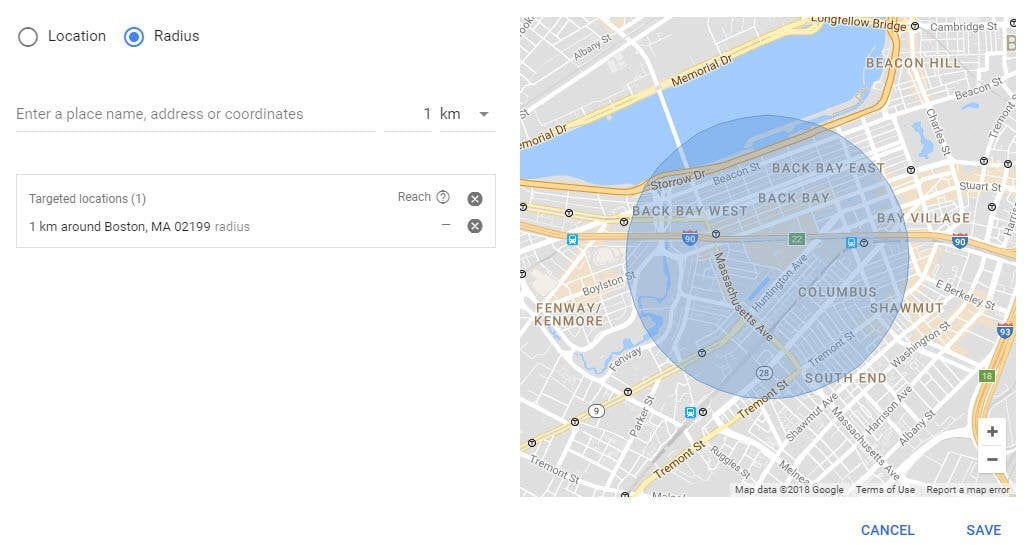 Location
Radius
Enter a place name, address or coordinates
1 km
Targeted locations (1)
Reach
1 km around Boston, MA 02199 radius
–
Longfellow Bridge
Cambridge St
Albany St
BEACON HILL
Memorial Dr
Beacon St
Charles St
Tremont
Memorial Dr
Storrow Dr
Beacon St
BACK BAY EAST
Stuart St
BACK BAY
BACK BAY WEST
BAY VILLAGE
90
22
90
Massachusetts Ave
Huntington Ave
Boylston St
COLUMBUS
E Berkeley St
FENWAY/
KENMORE
SHAWMUT
93
Washington St
Fenway
Tremont St
28
SOUTH END
18
Tremont St
9
Parker St
Shawmut Ave
Harrison Ave
Albany St
Tremont St
Tremont St
Ruggles St
+
−
Map data ©2018 Google
Terms of Use
Report a map error
CANCEL
SAVE